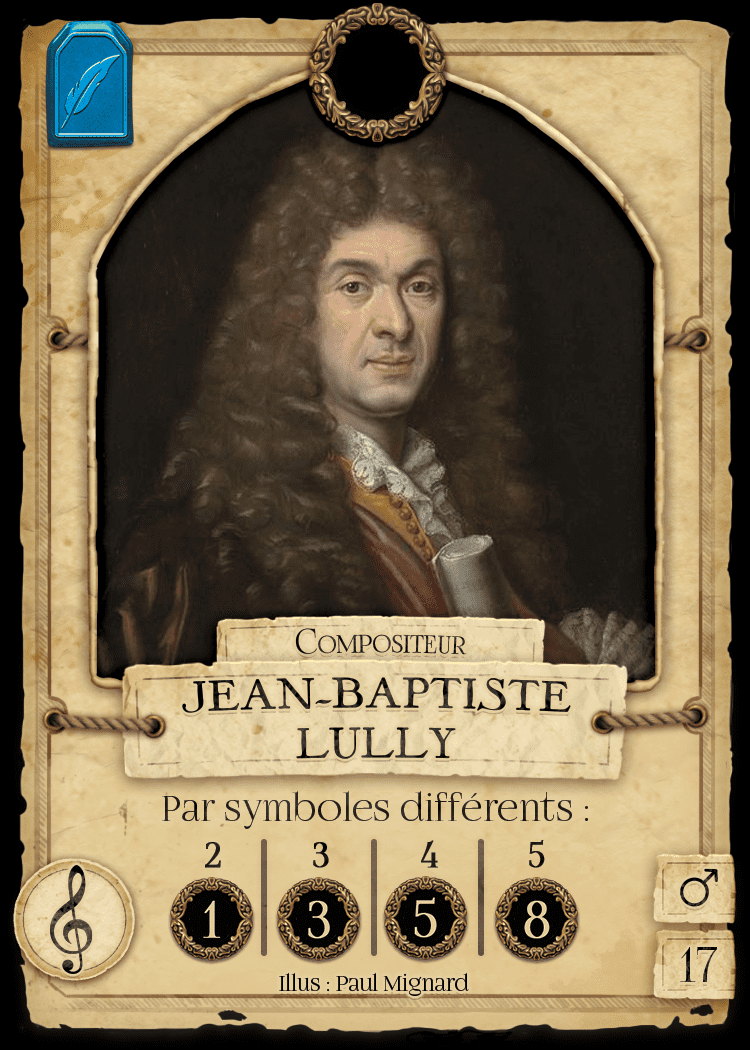 Compositeur
JEAN-BAPTISTE
LULLY
Par symboles différents :
2 3 4 5
1 3 5 8
♂
17
Illus : Paul Mignard